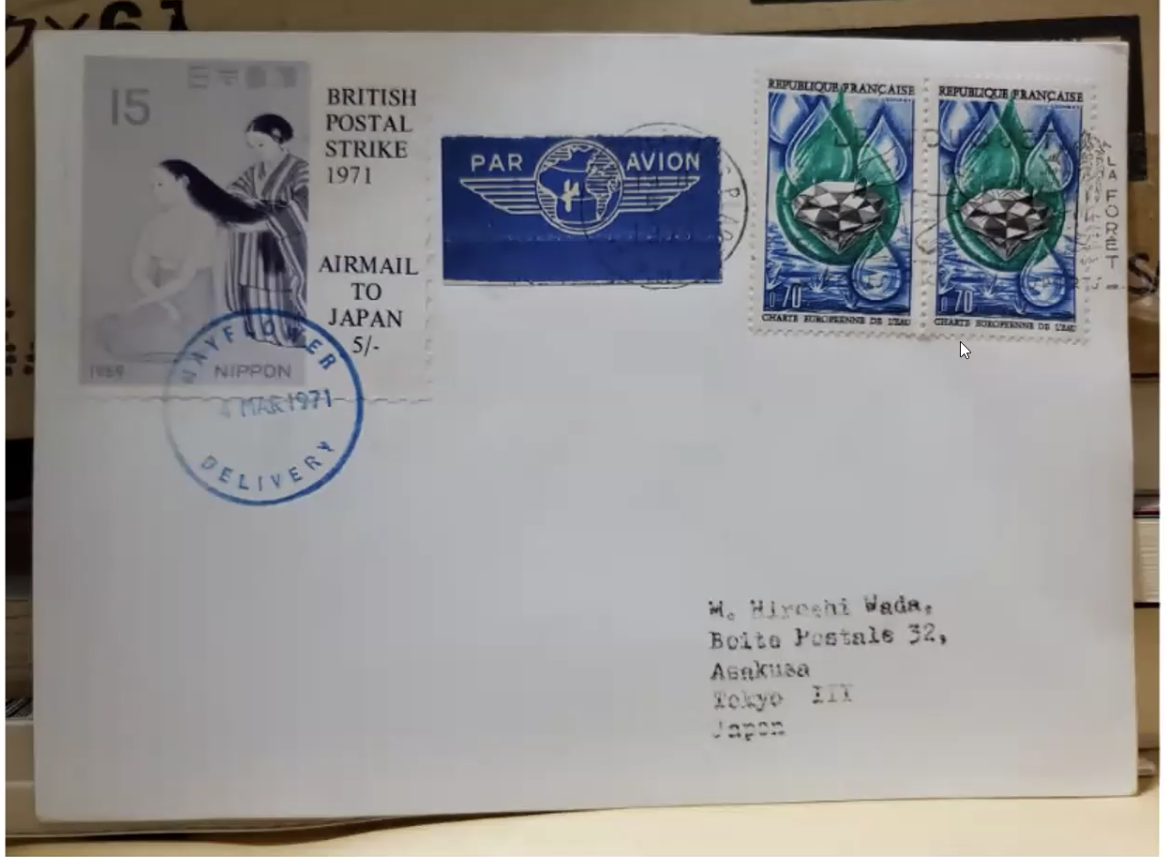 15
日本郵便
BRITISH
POSTAL
STRIKE
1971
AIRMAIL
TO
JAPAN
5/-
1969
NIPPON
MAYFLOWER
4 MAR 1971
DELIVERY
PAR AVION
REPUBLIQUE FRANÇAISE
0,70
CHARTE EUROPEENNE DE L'EAU
REPUBLIQUE FRANÇAISE
0,70
CHARTE EUROPEENNE DE L'EAU
A
LA
FORÊT
M. Hiroshi Wada,
Boite Postale 32,
Asakusa
Tokyo III
Japon